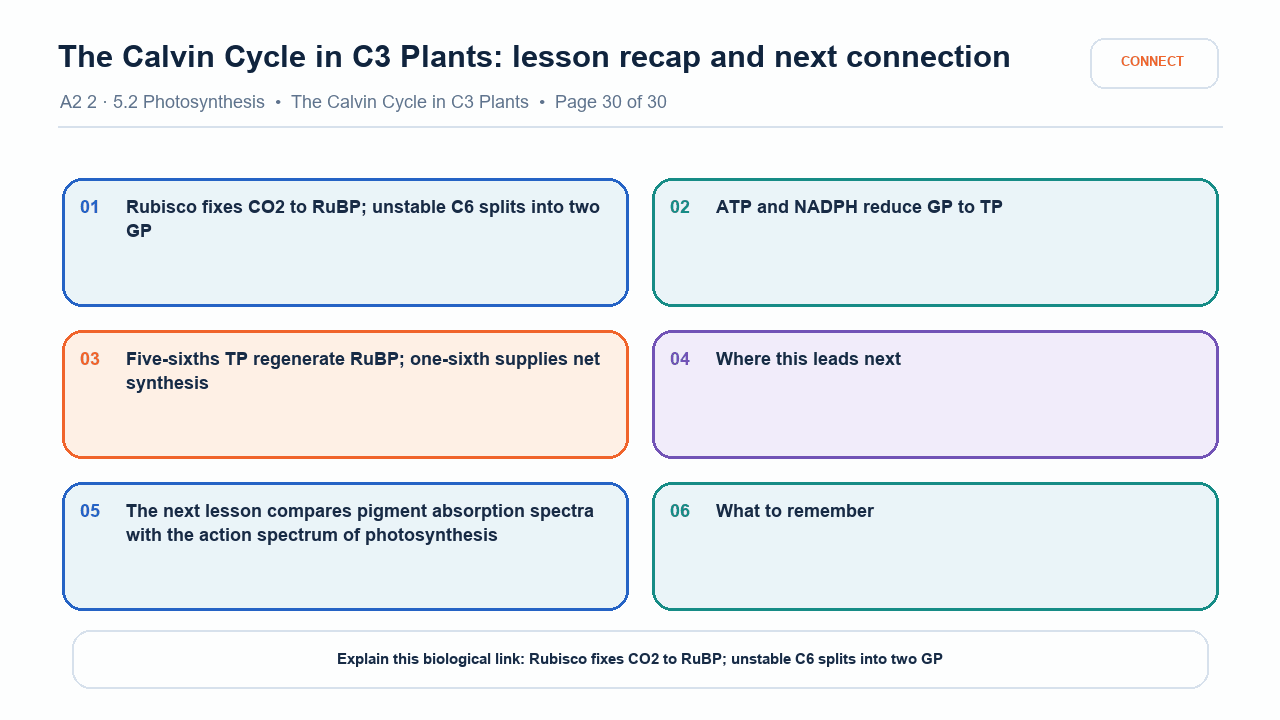 The Calvin Cycle in C3 Plants: lesson recap and next connection
CONNECT
A2 2 · 5.2 Photosynthesis • The Calvin Cycle in C3 Plants • Page 30 of 30
01 Rubisco fixes CO2 to RuBP; unstable C6 splits into two
GP
02 ATP and NADPH reduce GP to TP
03 Five-sixths TP regenerate RuBP; one-sixth supplies net
synthesis
04 Where this leads next
05 The next lesson compares pigment absorption spectra
with the action spectrum of photosynthesis
06 What to remember
Explain this biological link: Rubisco fixes CO2 to RuBP; unstable C6 splits into two GP